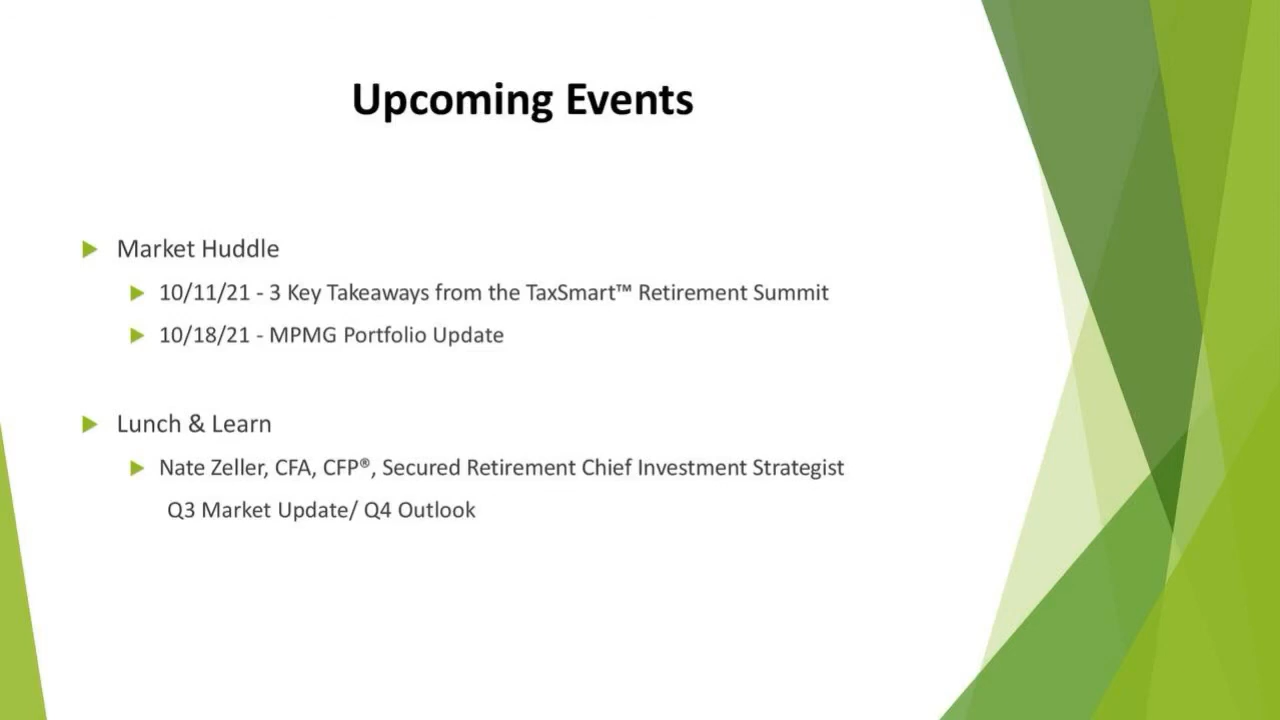 Upcoming Events
Market Huddle
10/11/21 - 3 Key Takeaways from the TaxSmart™ Retirement Summit
10/18/21 - MPMG Portfolio Update
Lunch & Learn
Nate Zeller, CFA, CFP®, Secured Retirement Chief Investment Strategist
Q3 Market Update/ Q4 Outlook